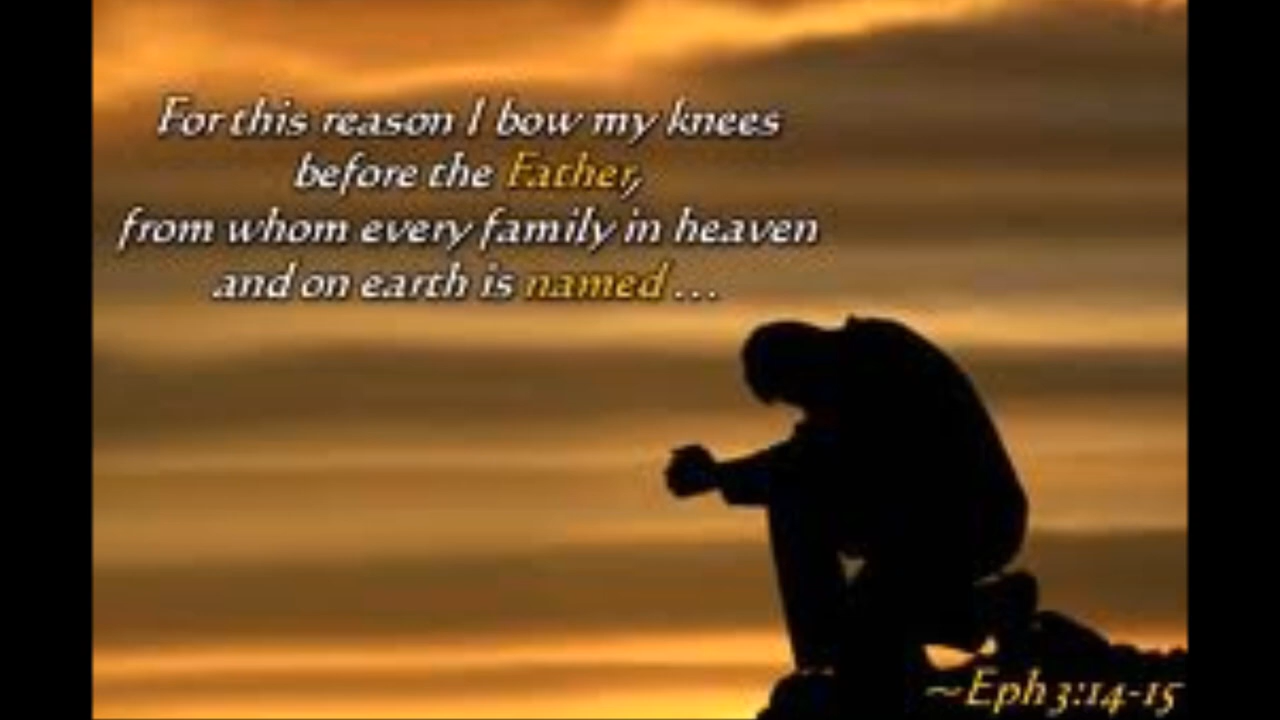 For this reason I bow my knees
before the Father,
from whom every family in heaven
and on earth is named ...
~Eph 3:14-15